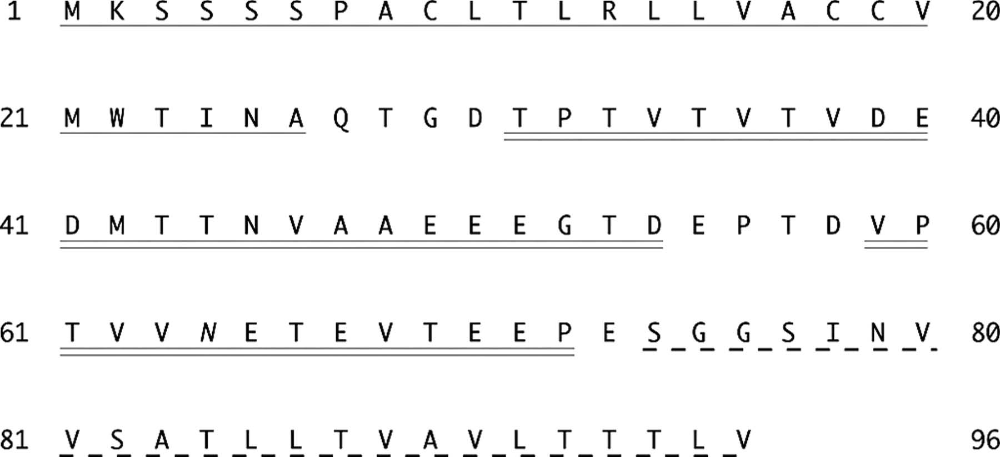 1 M K S S S S P A C L T L R L L V A C C V 20
21 M W T I N A Q T G D T P T V T V T V D E 40
41 D M T T N V A A E E E G T D E P T D V P 60
61 T V V N E T E V T E E P E S G G S I N V 80
81 V S A T L L T V A V L T T T L V 96